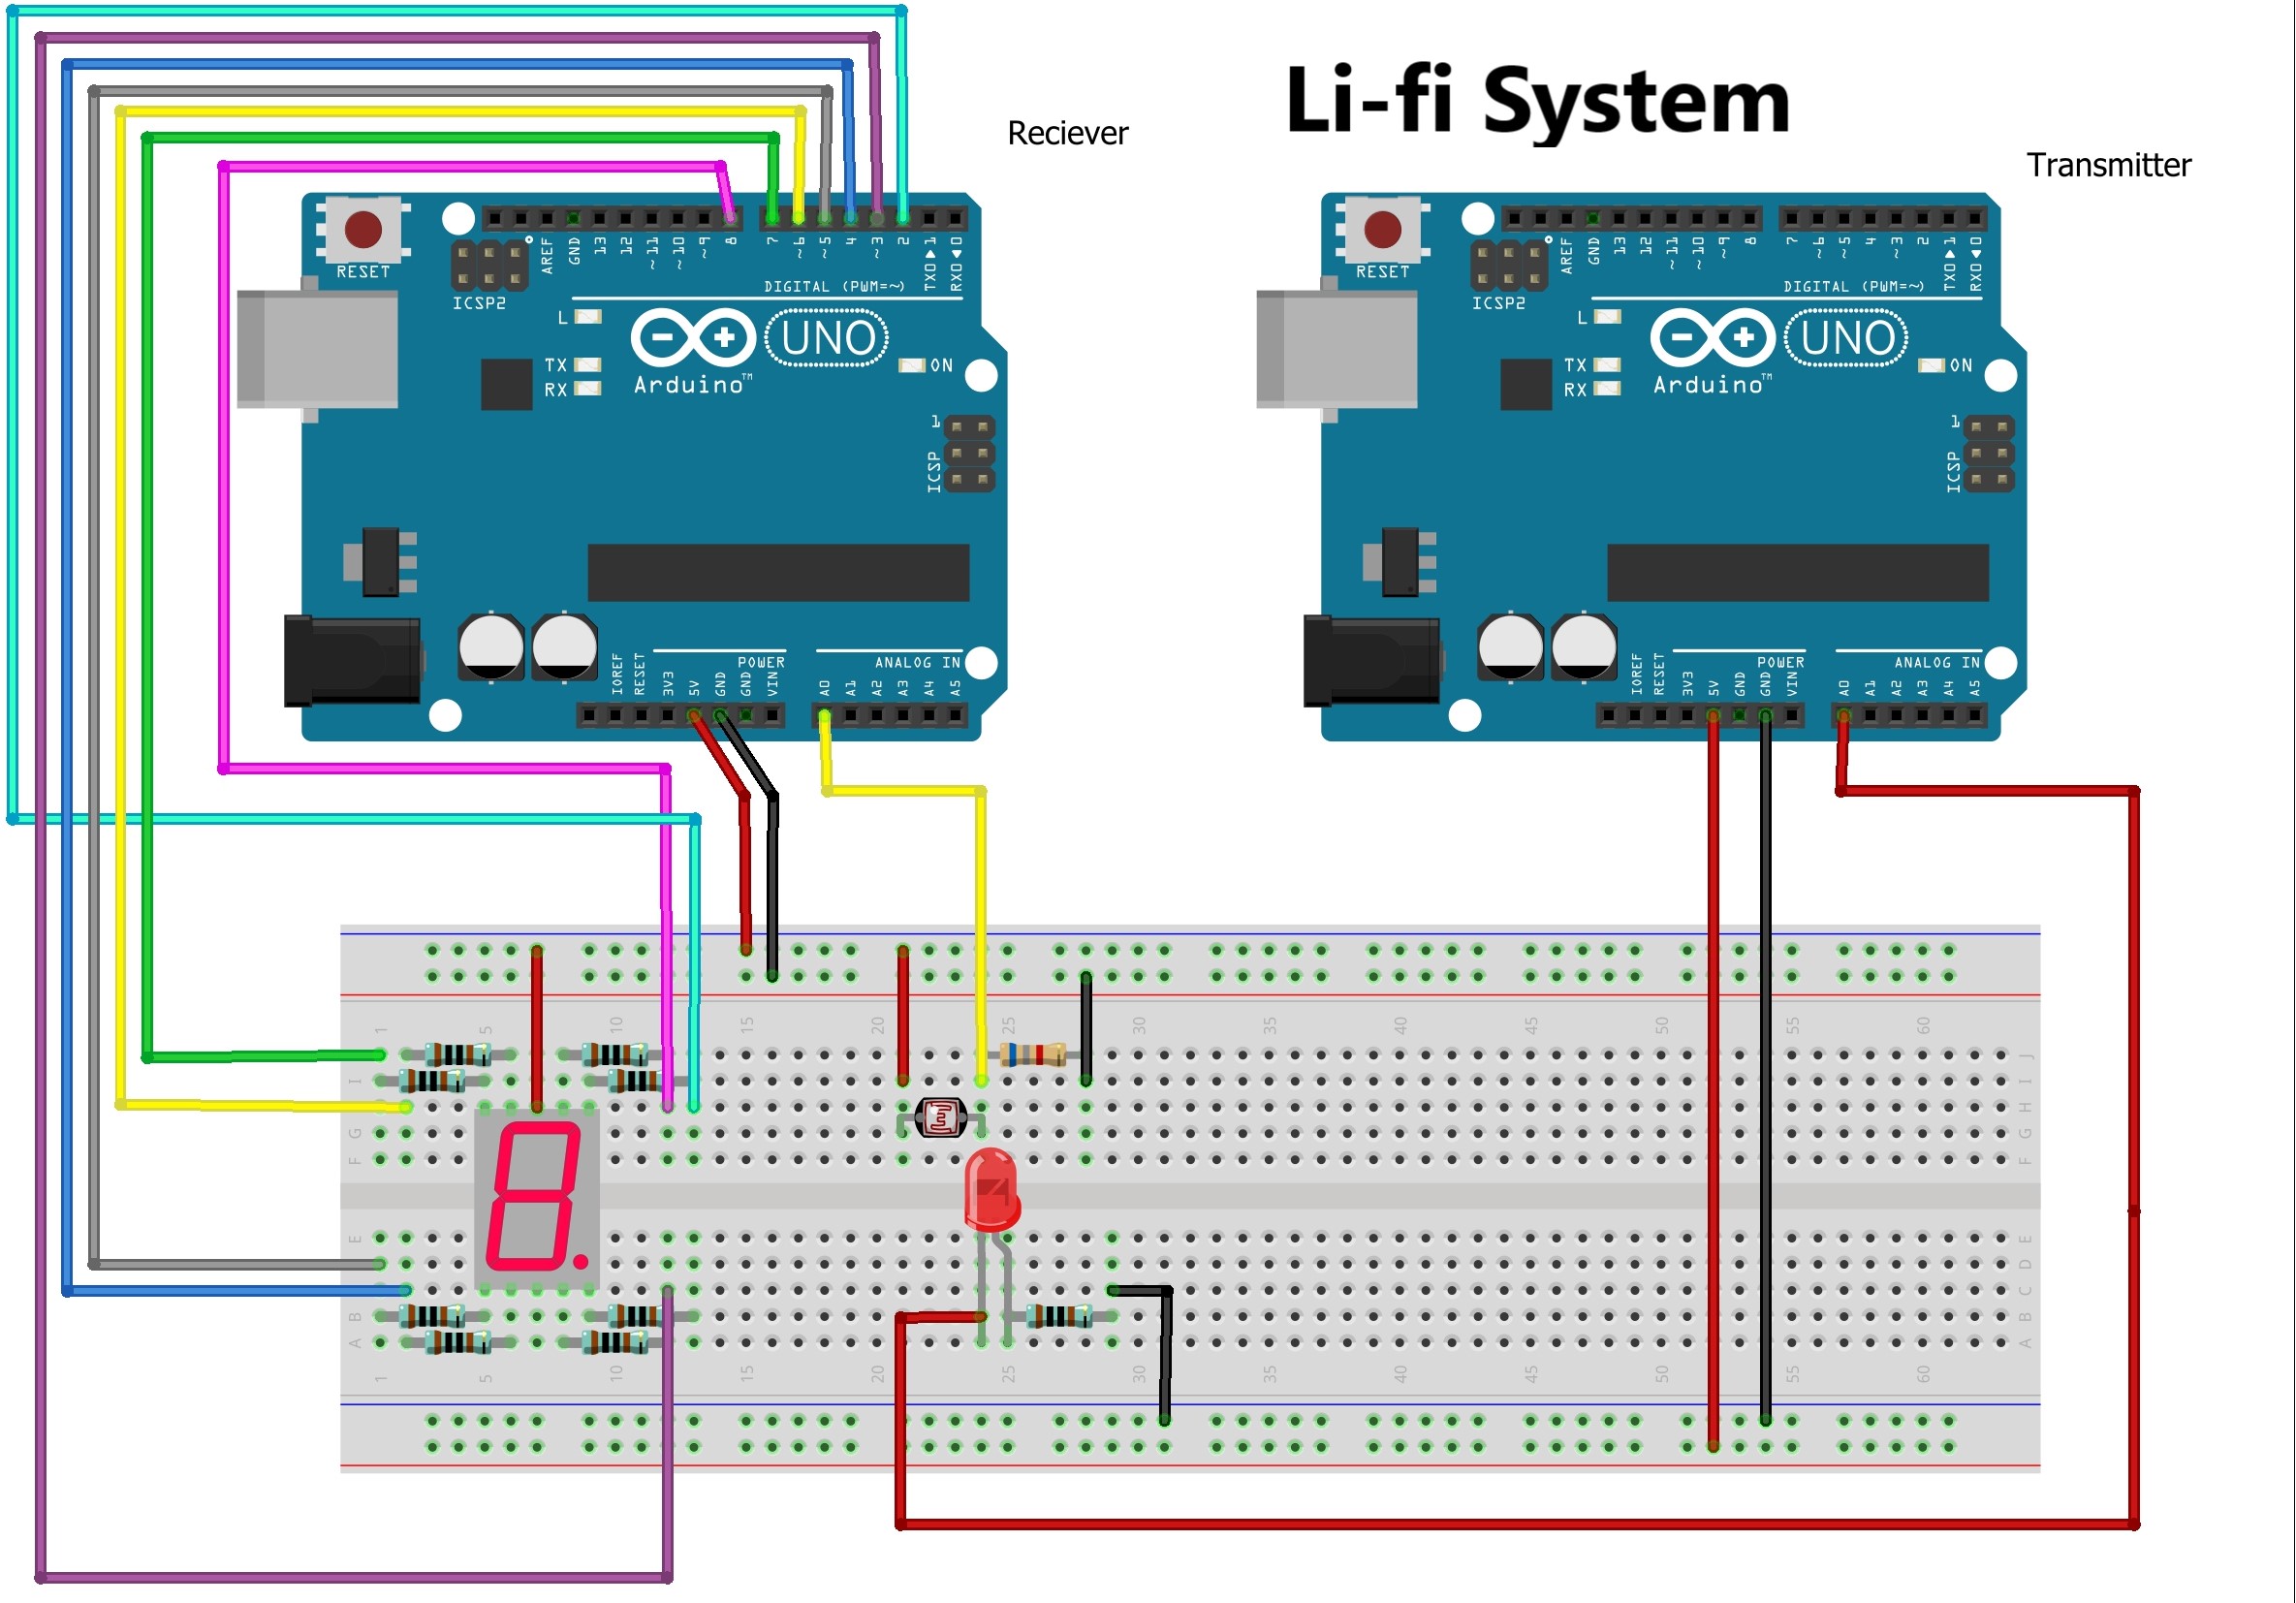 Li-fi System
Reciever
Transmitter
RESET
ICSP2
AREF
GND
13
12
~11
~10
~9
8
7
~6
~5
4
~3
2
TX0▶1
RX0◀0
DIGITAL (PWM=~)
L
TX
RX
UNO
ON
Arduino™
1
ICSP
IOREF
RESET
3V3
5V
GND
GND
VIN
POWER
A0
A1
A2
A3
A4
A5
ANALOG IN
RESET
ICSP2
AREF
GND
13
12
~11
~10
~9
8
7
~6
~5
4
~3
2
TX0▶1
RX0◀0
DIGITAL (PWM=~)
L
TX
RX
UNO
ON
Arduino™
1
ICSP
IOREF
RESET
3V3
5V
GND
GND
VIN
POWER
A0
A1
A2
A3
A4
A5
ANALOG IN
1 5 10 15 20 25 30 35 40 45 50 55 60
J
I I
H
G G
F F
E E
D
C
B B
A A
1 5 10 15 20 25 30 35 40 45 50 55 60